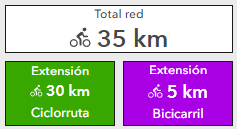 Total red
35 km
Extensión
30 km
Ciclorruta
Extensión
5 km
Bicicarril